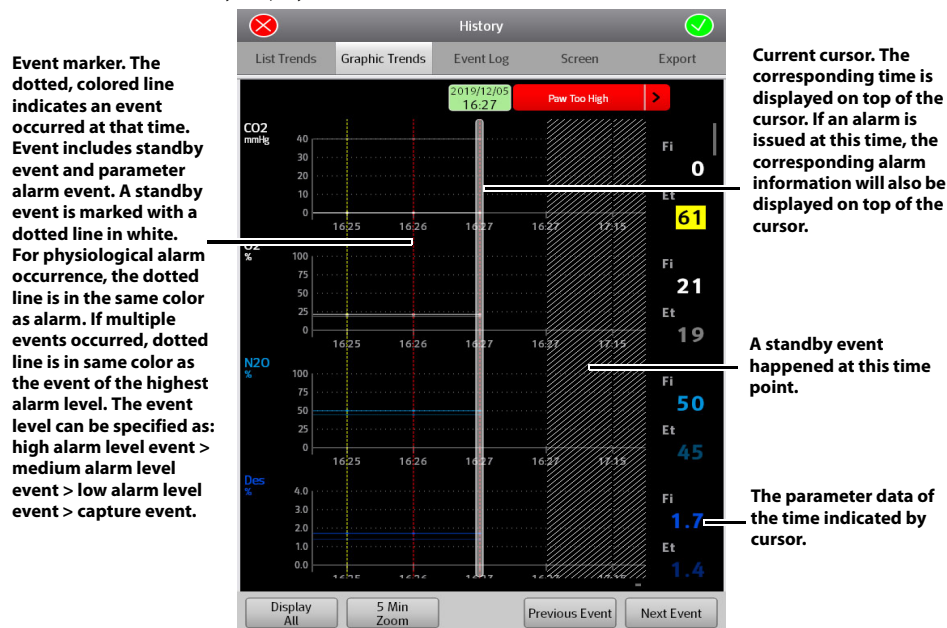 History
List Trends
Graphic Trends
Event Log
Screen
Export
Event marker. The
dotted, colored line
indicates an event
occurred at that time.
Event includes standby
event and parameter
alarm event. A standby
event is marked with a
dotted line in white.
For physiological alarm
occurrence, the dotted
line is in the same color
as alarm. If multiple
events occurred, dotted
line is in same color as
the event of the highest
alarm level. The event
level can be specified as:
high alarm level event >
medium alarm level
event > low alarm level
event > capture event.
2019/12/05
16:27
Paw Too High >
CO2
mmHg
40
30
20
10
0
16:25 16:26 16:27 16:27 17:15
Fi
0
Et
61
O2
%
100
75
50
25
0
16:25 16:26 16:27 16:27 17:15
Fi
21
Et
19
N2O
%
100
75
50
25
0
16:25 16:26 16:27 16:27 17:15
Fi
50
Et
45
Des
%
4.0
3.0
2.0
1.0
0.0
16:25 16:26 16:27 16:27 17:15
Fi
1.7
Et
1.4
Display
All
5 Min
Zoom
Previous Event
Next Event
Current cursor. The
corresponding time is
displayed on top of the
cursor. If an alarm is
issued at this time, the
corresponding alarm
information will also be
displayed on top of the
cursor.
A standby event
happened at this time
point.
The parameter data of
the time indicated by
cursor.